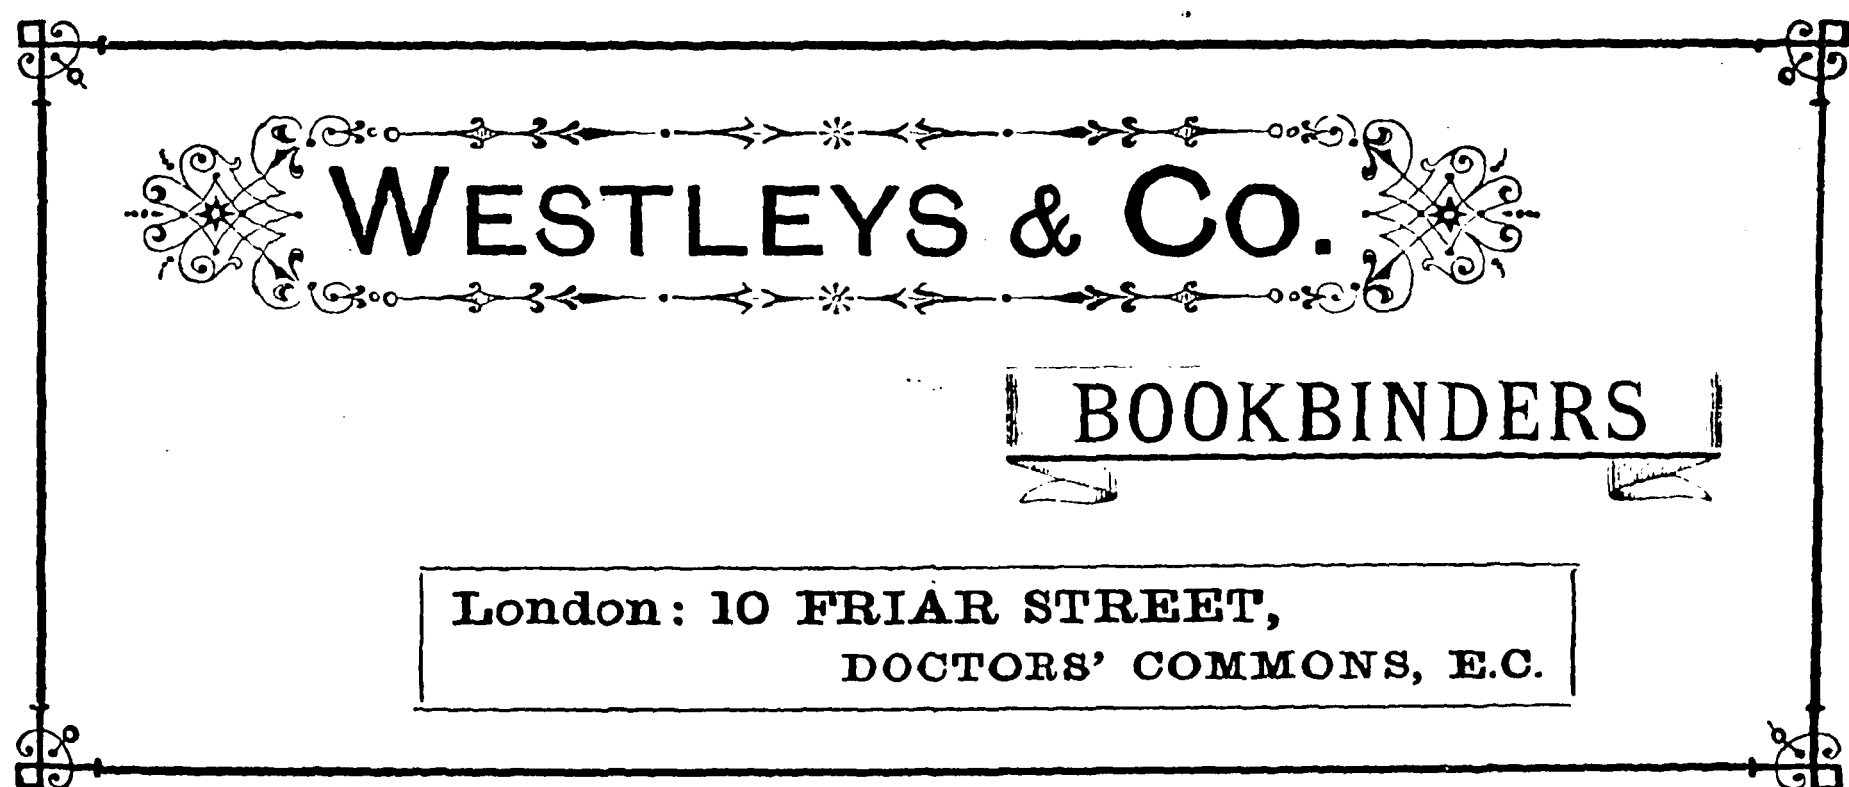 WESTLEYS & CO.
BOOKBINDERS
London: 10 FRIAR STREET,
DOCTORS' COMMONS, E.C.